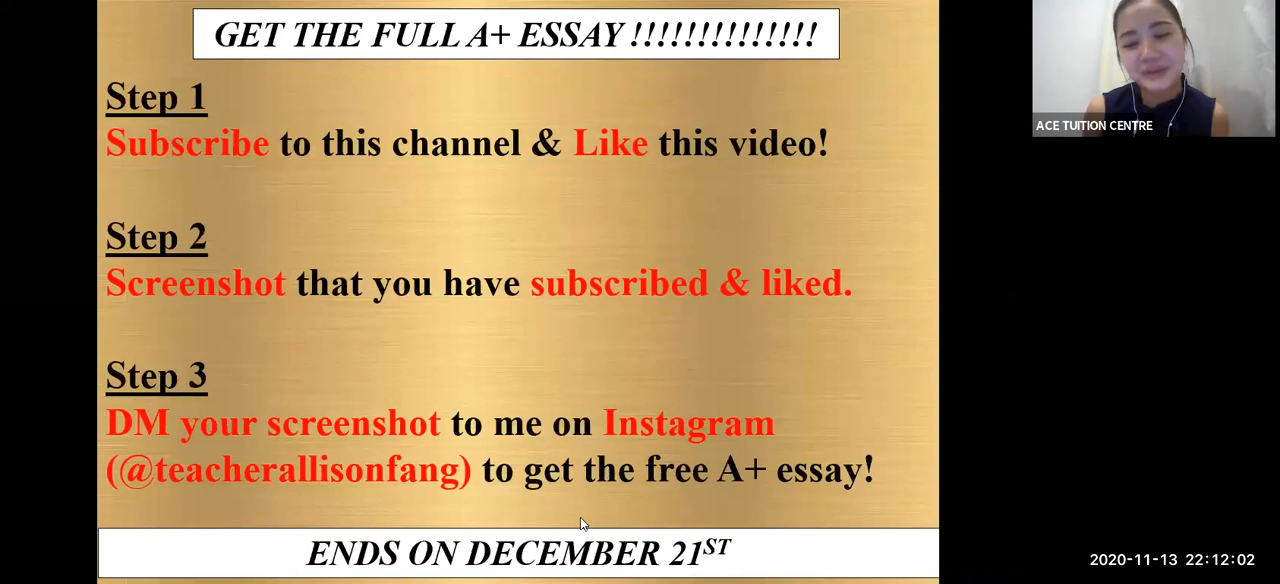 GET THE FULL A+ ESSAY !!!!!!!!!!!!!!
Step 1
Subscribe to this channel & Like this video!
Step 2
Screenshot that you have subscribed & liked.
Step 3
DM your screenshot to me on Instagram
(@teacherallisonfang) to get the free A+ essay!
ENDS ON DECEMBER 21ST
ACE TUITION CENTRE
2020-11-13 22:12:02